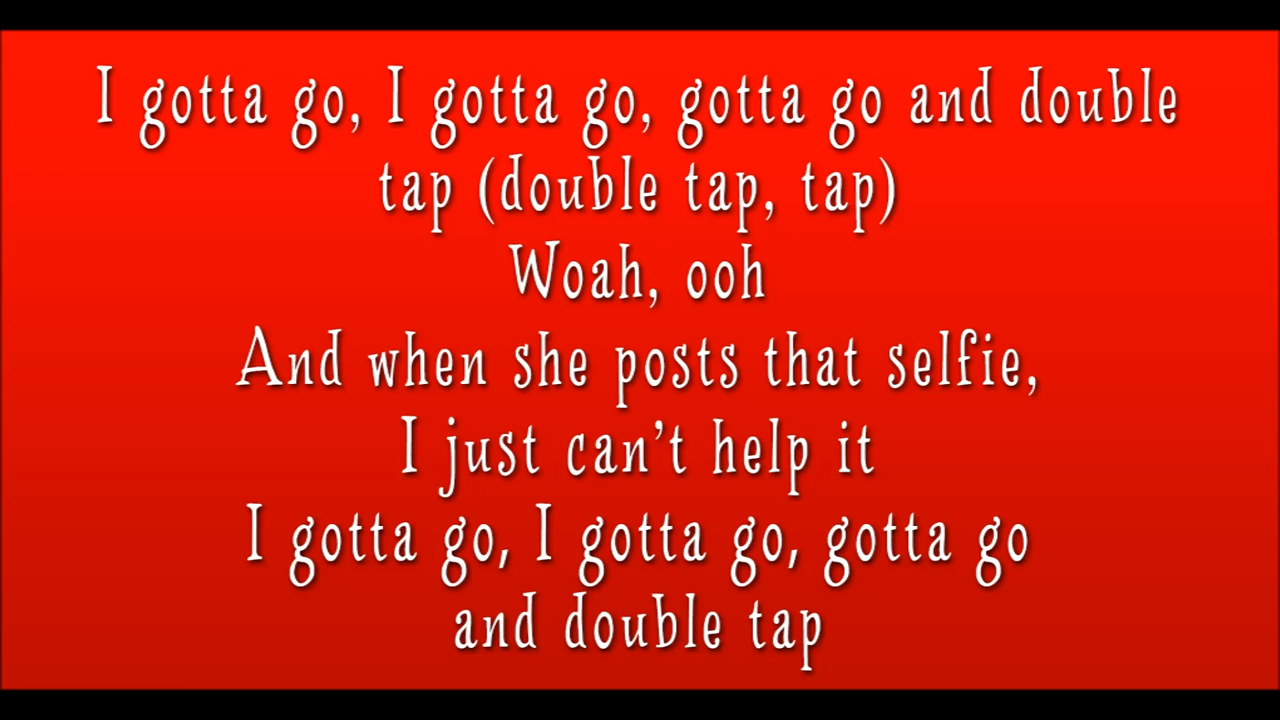 I gotta go, I gotta go, gotta go and double
tap (double tap, tap)
Woah, ooh
And when she posts that selfie,
I just can't help it
I gotta go, I gotta go, gotta go
and double tap